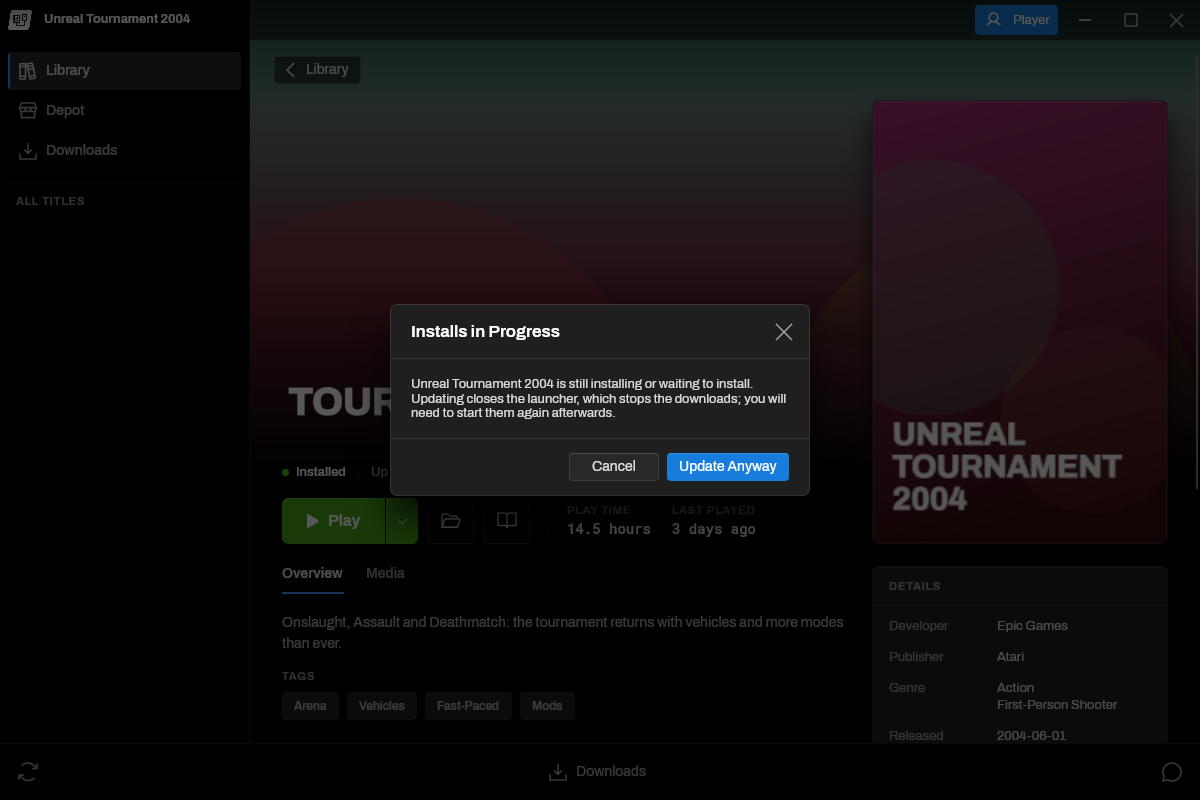 Unreal Tournament 2004
Player
Library
Depot
Downloads
ALL TITLES
Library
UNREAL
TOURNAMENT
2004
Installs in Progress
Unreal Tournament 2004 is still installing or waiting to install.
Updating closes the launcher, which stops the downloads; you will
need to start them again afterwards.
Cancel
Update Anyway
Installed
Up
Play
PLAY TIME
14.5 hours
LAST PLAYED
3 days ago
Overview
Media
Onslaught, Assault and Deathmatch: the tournament returns with vehicles and more modes
than ever.
TAGS
Arena
Vehicles
Fast-Paced
Mods
DETAILS
Developer
Epic Games
Publisher
Atari
Genre
Action
First-Person Shooter
Released
2004-06-01
Downloads